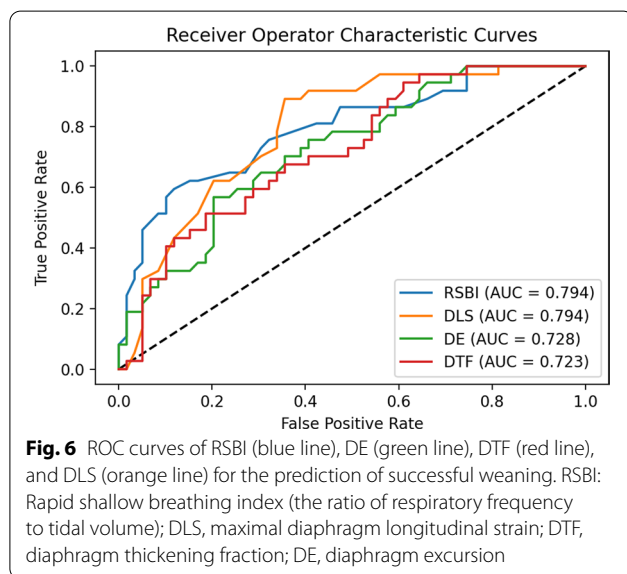 Receiver Operator Characteristic Curves
True Positive Rate
1.0
0.8
0.6
0.4
0.2
0.0
RSBI (AUC = 0.794)
DLS (AUC = 0.794)
DE (AUC = 0.728)
DTF (AUC = 0.723)
0.0 0.2 0.4 0.6 0.8 1.0
False Positive Rate
Fig. 6 ROC curves of RSBI (blue line), DE (green line), DTF (red line),
and DLS (orange line) for the prediction of successful weaning. RSBI:
Rapid shallow breathing index (the ratio of respiratory frequency
to tidal volume); DLS, maximal diaphragm longitudinal strain; DTF,
diaphragm thickening fraction; DE, diaphragm excursion